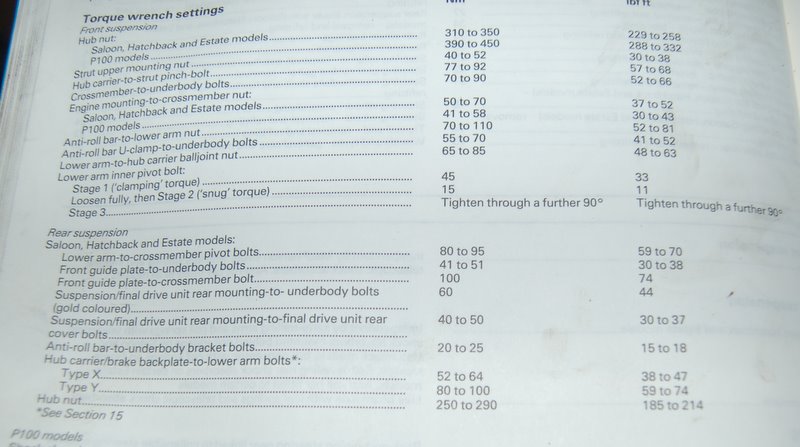 Torque wrench settings Nm lbf ft
Front suspension
Hub nut:
Saloon, Hatchback and Estate models........ 310 to 350 229 to 258
P100 models........ 390 to 450 288 to 332
Strut upper mounting nut........ 40 to 52 30 to 38
Hub carrier-to-strut pinch-bolt........ 77 to 92 57 to 68
Crossmember-to-underbody bolts........ 70 to 90 52 to 66
Engine mounting-to-crossmember nut:
Saloon, Hatchback and Estate models........ 50 to 70 37 to 52
P100 models........ 41 to 58 30 to 43
Anti-roll bar-to-lower arm nut........ 70 to 110 52 to 81
Anti-roll bar U-clamp-to-underbody bolts........ 55 to 70 41 to 52
Lower arm-to-hub carrier balljoint nut........ 65 to 85 48 to 63
Lower arm inner pivot bolt:
Stage 1 ('clamping' torque)........ 45 33
Loosen fully, then Stage 2 ('snug' torque)........ 15 11
Stage 3........ Tighten through a further 90° Tighten through a further 90°
Rear suspension
Saloon, Hatchback and Estate models:
Lower arm-to-crossmember pivot bolts........ 80 to 95 59 to 70
Front guide plate-to-underbody bolts........ 41 to 51 30 to 38
Front guide plate-to-crossmember bolt........ 100 74
Suspension/final drive unit rear mounting-to- underbody bolts 60 44
(gold coloured)........
Suspension/final drive unit rear mounting-to-final drive unit rear 40 to 50 30 to 37
cover bolts........
Anti-roll bar-to-underbody bracket bolts........ 20 to 25 15 to 18
Hub carrier/brake backplate-to-lower arm bolts*:
Type X........ 52 to 64 38 to 47
Type Y........ 80 to 100 59 to 74
Hub nut........ 250 to 290 185 to 214
*See Section 15
P100 models